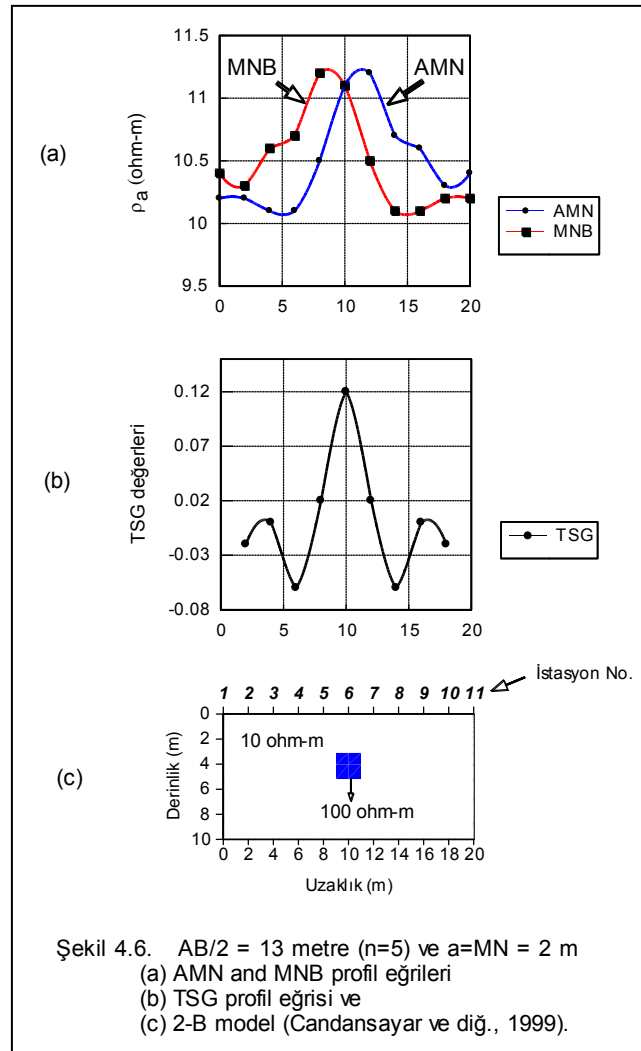 11.5
MNB
AMN
11
(a)
ρa (ohm-m)
10.5
10
AMN
MNB
9.5
0 5 10 15 20
0.12
0.07
(b)
TSG değerleri
0.02
TSG
-0.03
-0.08
0 5 10 15 20
İstasyon No.
1 2 3 4 5 6 7 8 9 10 11
0
10 ohm-m
2
(c)
Derinlik (m)
4
6
100 ohm-m
8
10
0 2 4 6 8 10 12 14 16 18 20
Uzaklık (m)
Şekil 4.6. AB/2 = 13 metre (n=5) ve a=MN = 2 m
(a) AMN and MNB profil eğrileri
(b) TSG profil eğrisi ve
(c) 2-B model (Candansayar ve diğ., 1999).